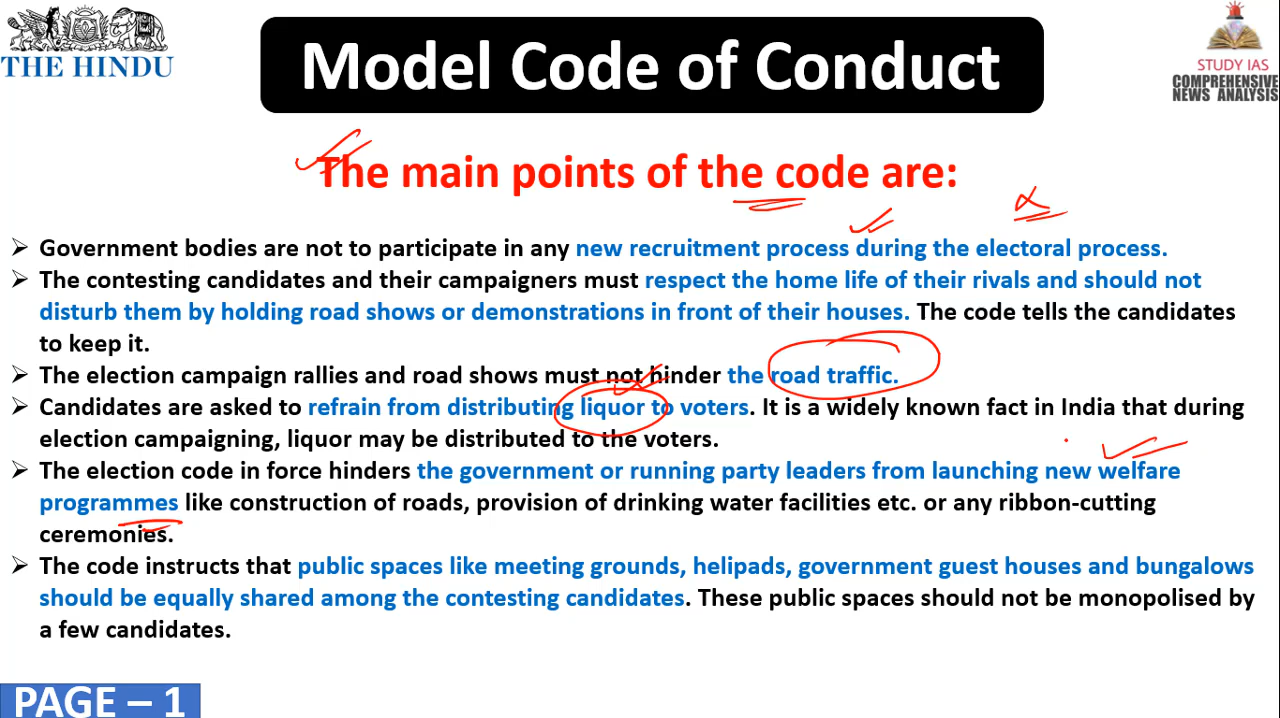 THE HINDU
Model Code of Conduct
STUDY IAS
COMPREHENSIVE
NEWS ANALYSIS
The main points of the code are:
➢ Government bodies are not to participate in any new recruitment process during the electoral process.
➢ The contesting candidates and their campaigners must respect the home life of their rivals and should not
disturb them by holding road shows or demonstrations in front of their houses. The code tells the candidates
to keep it.
➢ The election campaign rallies and road shows must not hinder the road traffic.
➢ Candidates are asked to refrain from distributing liquor to voters. It is a widely known fact in India that during
election campaigning, liquor may be distributed to the voters.
➢ The election code in force hinders the government or running party leaders from launching new welfare
programmes like construction of roads, provision of drinking water facilities etc. or any ribbon-cutting
ceremonies.
➢ The code instructs that public spaces like meeting grounds, helipads, government guest houses and bungalows
should be equally shared among the contesting candidates. These public spaces should not be monopolised by
a few candidates.
PAGE – 1